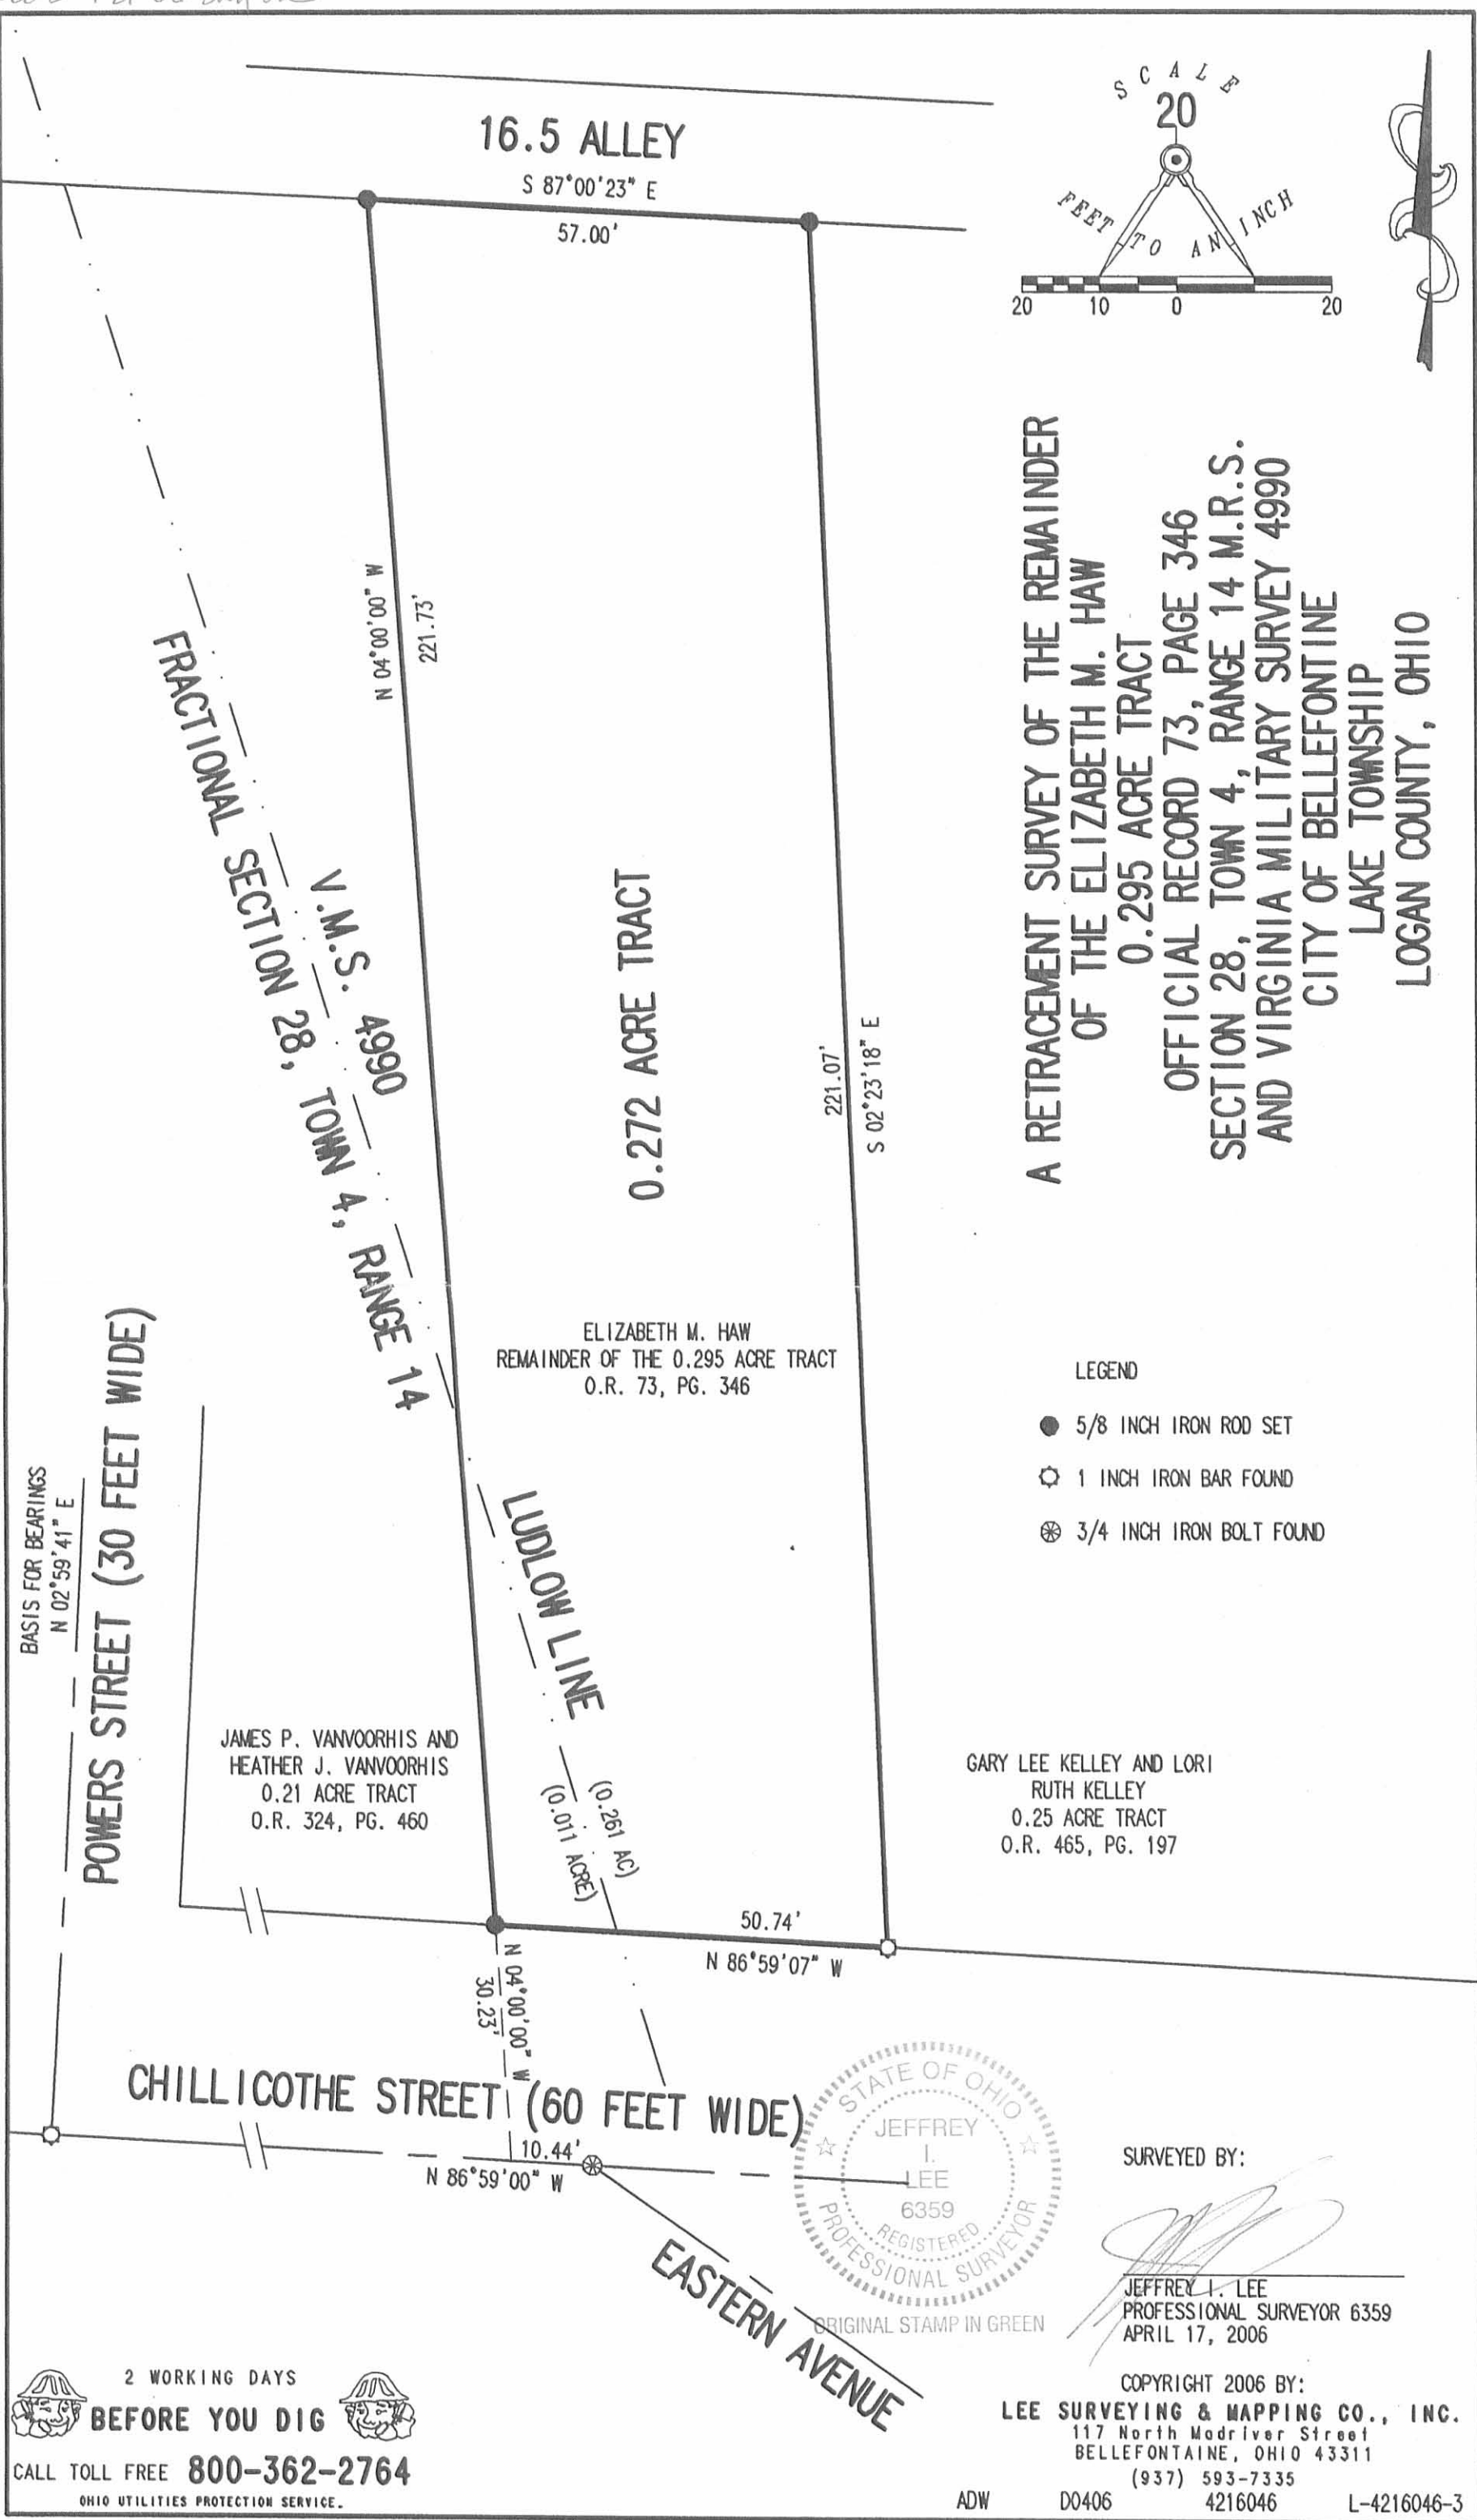 16.5 ALLEY
S 87°00'23" E
57.00'
SCALE
20
FEET TO AN INCH
20 10 0 20
N 04°00'00" W
221.73'
FRACTIONAL SECTION 28, TOWN 4, RANGE 14
V.M.S. 4990
0.272 ACRE TRACT
221.07'
S 02°23'18" E
A RETRACEMENT SURVEY OF THE REMAINDER
OF THE ELIZABETH M. HAW
0.295 ACRE TRACT
OFFICIAL RECORD 73, PAGE 346
SECTION 28, TOWN 4, RANGE 14 M.R.S.
AND VIRGINIA MILITARY SURVEY 4990
CITY OF BELLEFONTINE
LAKE TOWNSHIP
LOGAN COUNTY, OHIO
ELIZABETH M. HAW
REMAINDER OF THE 0.295 ACRE TRACT
O.R. 73, PG. 346
LEGEND
5/8 INCH IRON ROD SET
1 INCH IRON BAR FOUND
3/4 INCH IRON BOLT FOUND
BASIS FOR BEARINGS
N 02°59'41" E
POWERS STREET (30 FEET WIDE)
LUDLOW LINE
JAMES P. VANVOORHIS AND
HEATHER J. VANVOORHIS
0.21 ACRE TRACT
O.R. 324, PG. 460
(0.261 AC)
(0.011 ACRE)
GARY LEE KELLEY AND LORI
RUTH KELLEY
0.25 ACRE TRACT
O.R. 465, PG. 197
50.74'
N 86°59'07" W
N 04°00'00" W
30.23'
CHILLICOTHE STREET (60 FEET WIDE)
10.44'
N 86°59'00" W
EASTERN AVENUE
STATE OF OHIO
JEFFREY
I.
LEE
6359
REGISTERED
PROFESSIONAL SURVEYOR
ORIGINAL STAMP IN GREEN
SURVEYED BY:
JEFFREY I. LEE
PROFESSIONAL SURVEYOR 6359
APRIL 17, 2006
COPYRIGHT 2006 BY:
LEE SURVEYING & MAPPING CO., INC.
117 North Madriver Street
BELLEFONTAINE, OHIO 43311
(937) 593-7335
ADW D0406 4216046 L-4216046-3
2 WORKING DAYS
BEFORE YOU DIG
CALL TOLL FREE 800-362-2764
OHIO UTILITIES PROTECTION SERVICE.